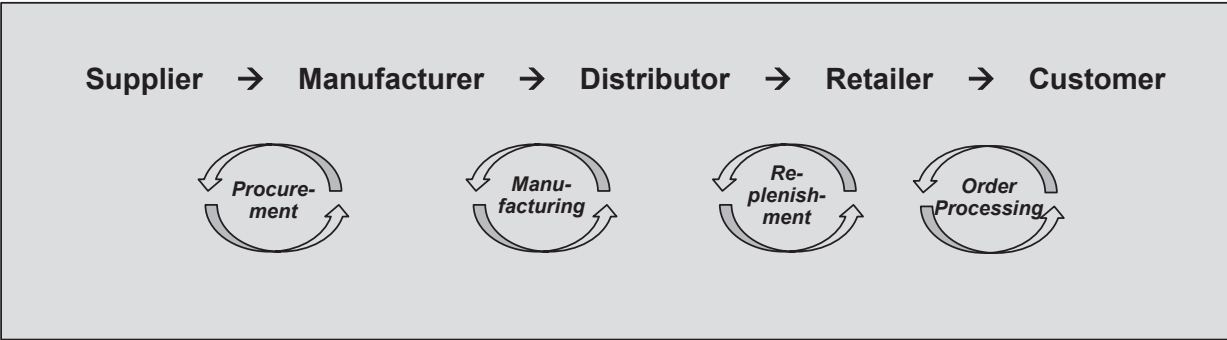 Supplier → Manufacturer → Distributor → Retailer → Customer
Procure-
ment
Manu-
facturing
Re-
plenish-
ment
Order
Processing